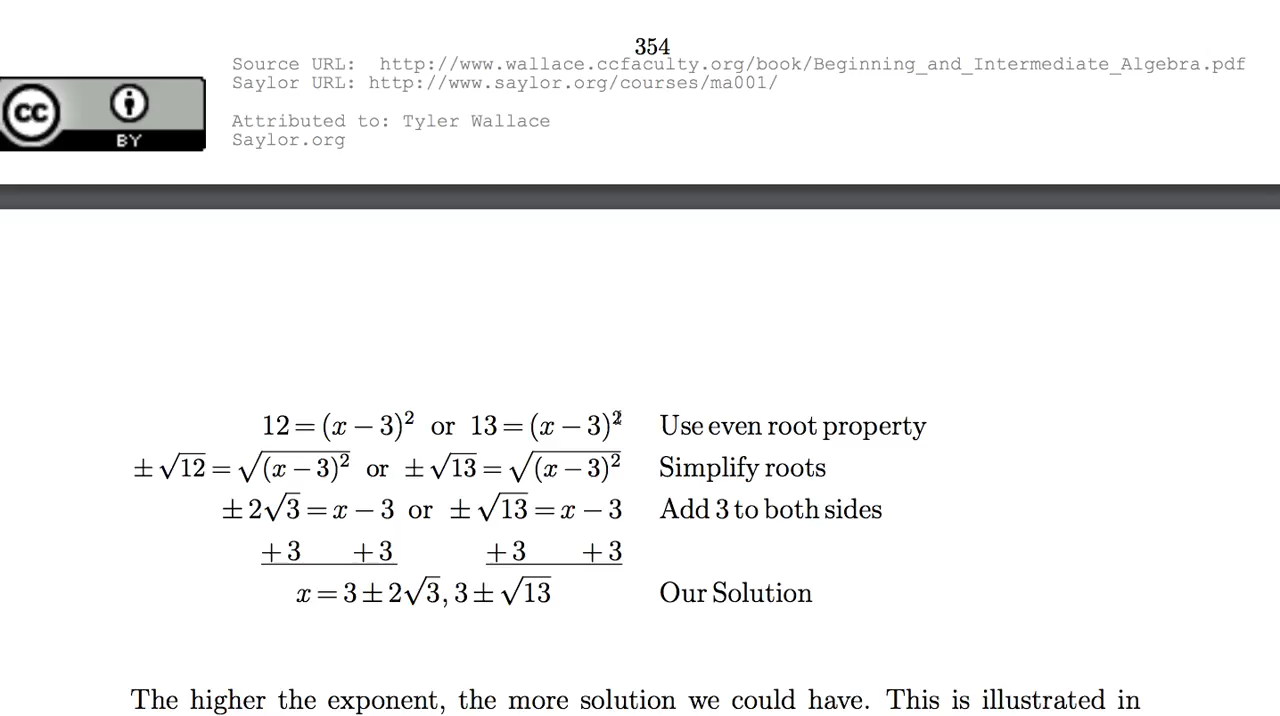 354
Source URL: http://www.wallace.ccfaculty.org/book/Beginning_and_Intermediate_Algebra.pdf
Saylor URL: http://www.saylor.org/courses/ma001/
Attributed to: Tyler Wallace
Saylor.org
cc
BY
12 = (x − 3)² or 13 = (x − 3)² Use even root property
± √12 = √(x − 3)² or ± √13 = √(x − 3)² Simplify roots
± 2√3 = x − 3 or ± √13 = x − 3 Add 3 to both sides
+ 3 + 3 + 3 + 3
x = 3 ± 2√3, 3 ± √13 Our Solution
The higher the exponent, the more solution we could have. This is illustrated in